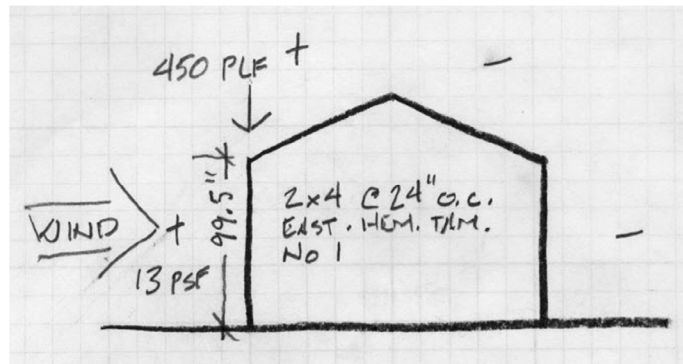 450 PLF +
-
99.5"
2x4 @ 24" o.c.
EAST. HEM. TAM.
No 1
WIND +
-
13 PSF